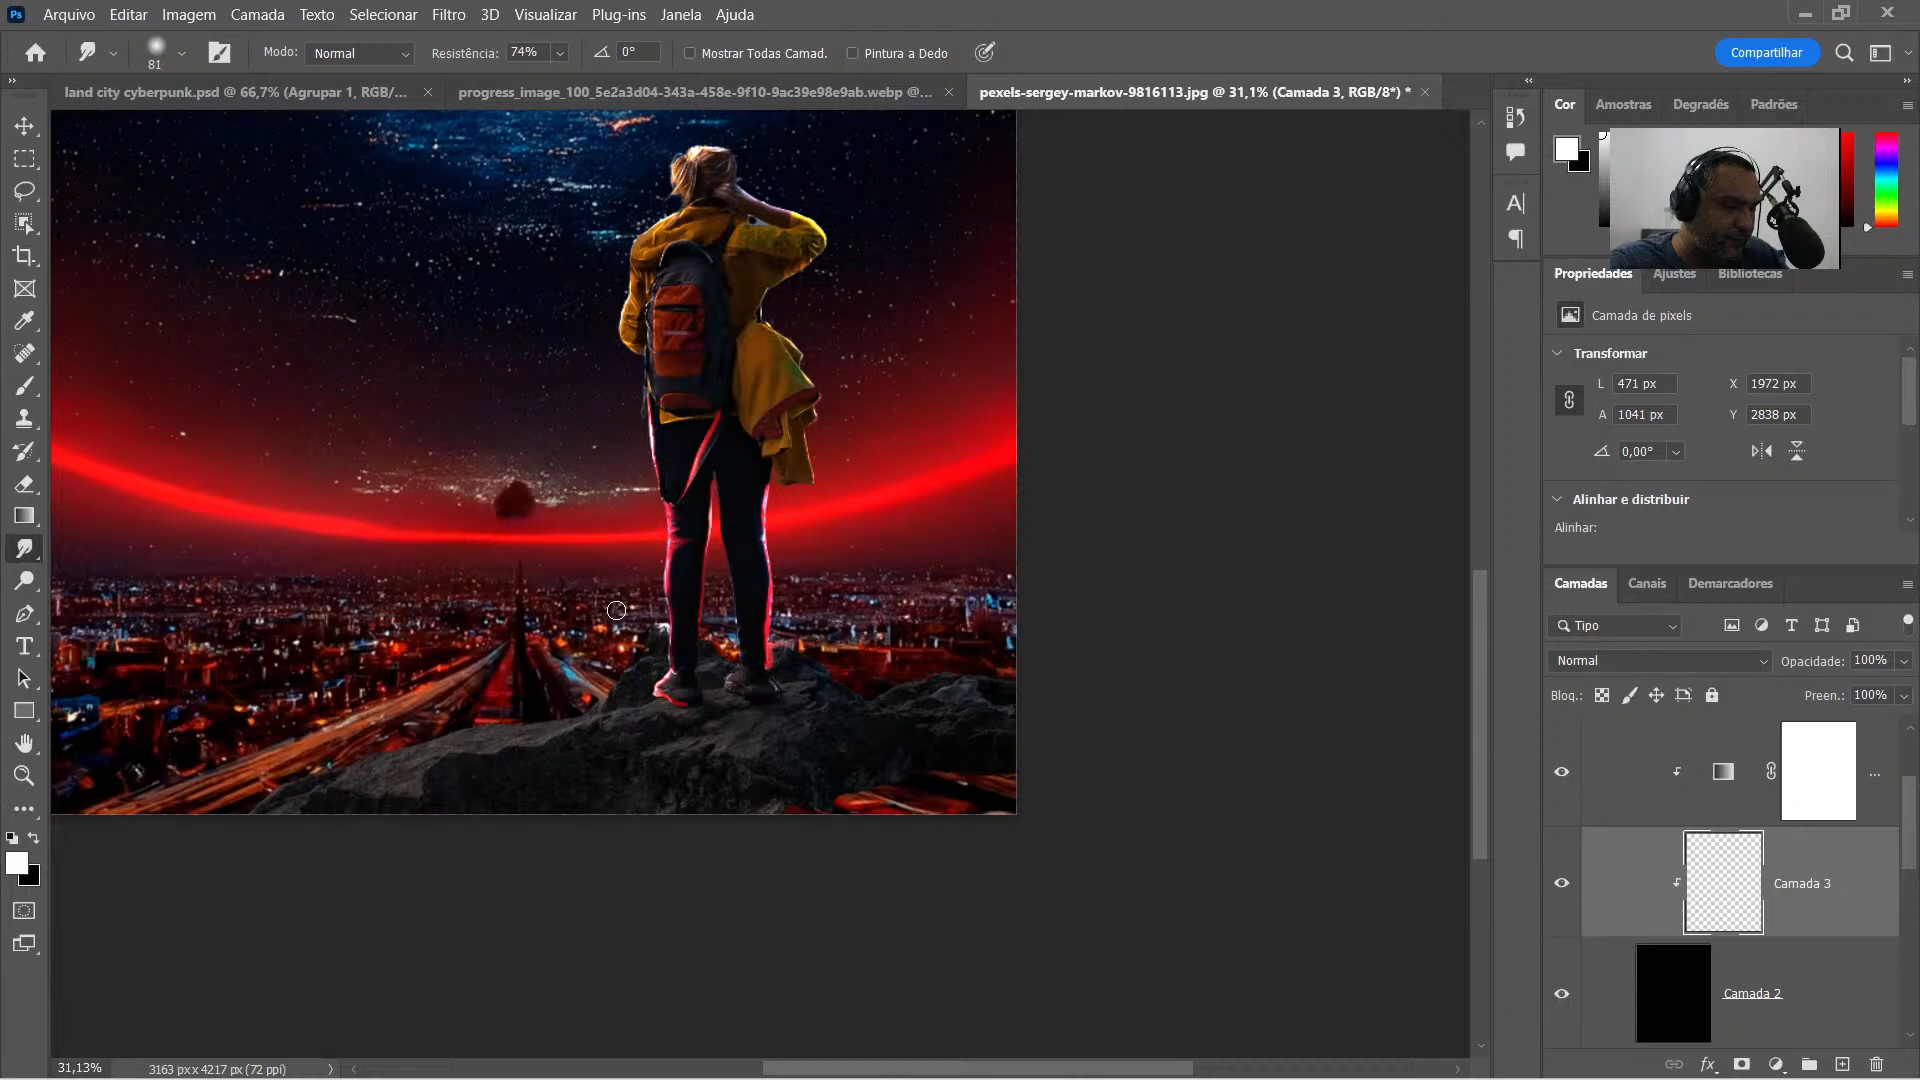 Ps Arquivo Editar Imagem Camada Texto Selecionar Filtro 3D Visualizar Plug-ins Janela Ajuda
81 Modo: Normal Resistência: 74% 0° Mostrar Todas Camad. Pintura a Dedo Compartilhar
land city cyberpunk.psd @ 66,7% (Agrupar 1, RGB/... progress_image_100_5e2a3d04-343a-458e-9f10-9ac39e98e9ab.webp @... pexels-sergey-markov-9816113.jpg @ 31,1% (Camada 3, RGB/8*) *
Cor Amostras Degradês Padrões
Propriedades Ajustes Bibliotecas
Camada de pixels
Transformar
L 471 px X 1972 px
A 1041 px Y 2838 px
0,00°
Alinhar e distribuir
Alinhar:
Camadas Canais Demarcadores
Tipo
Normal Opacidade: 100%
Bloq.: Preen.: 100%
...
Camada 3
Camada 2
31,13% 3163 px x 4217 px (72 ppi)